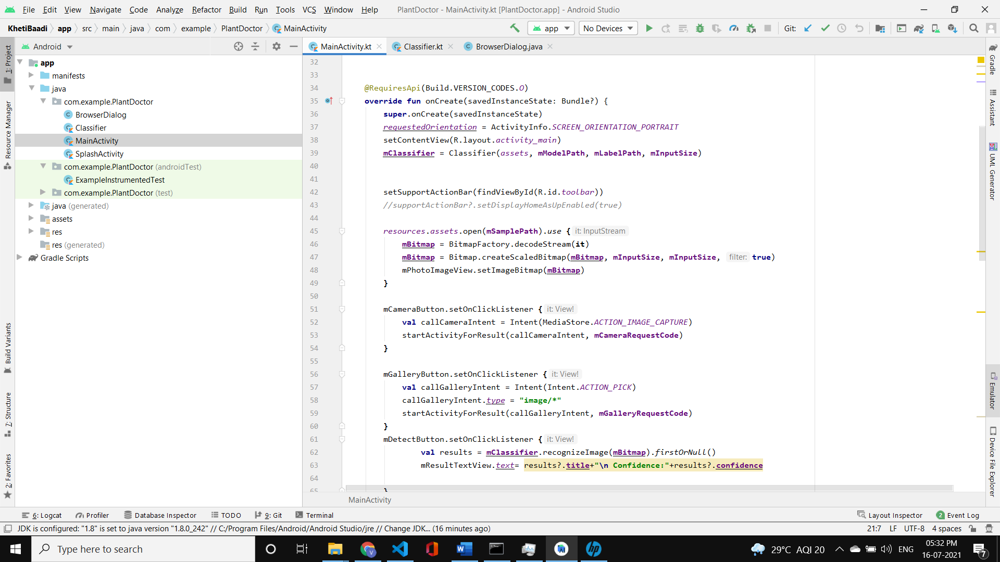 File Edit View Navigate Code Analyze Refactor Build Run Tools VCS Window Help PlantDoctor - MainActivity.kt [PlantDoctor.app] - Android Studio
KhetiBaadi app src main java com example PlantDoctor MainActivity app No Devices Git:
1: Project
Resource Manager
Build Variants
7: Structure
2: Favorites
Android
app
manifests
java
com.example.PlantDoctor
BrowserDialog
Classifier
MainActivity
SplashActivity
com.example.PlantDoctor (androidTest)
ExampleInstrumentedTest
com.example.PlantDoctor (test)
java (generated)
assets
res
res (generated)
Gradle Scripts
MainActivity.kt Classifier.kt BrowserDialog.java
32
33
34 @RequiresApi(Build.VERSION_CODES.O)
35 override fun onCreate(savedInstanceState: Bundle?) {
36 super.onCreate(savedInstanceState)
37 requestedOrientation = ActivityInfo.SCREEN_ORIENTATION_PORTRAIT
38 setContentView(R.layout.activity_main)
39 mClassifier = Classifier(assets, mModelPath, mLabelPath, mInputSize)
40
41
42 setSupportActionBar(findViewById(R.id.toolbar))
43 //supportActionBar?.setDisplayHomeAsUpEnabled(true)
44
45 resources.assets.open(mSamplePath).use { it: InputStream
46 mBitmap = BitmapFactory.decodeStream(it)
47 mBitmap = Bitmap.createScaledBitmap(mBitmap, mInputSize, mInputSize, filter: true)
48 mPhotoImageView.setImageBitmap(mBitmap)
49 }
50
51 mCameraButton.setOnClickListener { it: View!
52 val callCameraIntent = Intent(MediaStore.ACTION_IMAGE_CAPTURE)
53 startActivityForResult(callCameraIntent, mCameraRequestCode)
54 }
55
56 mGalleryButton.setOnClickListener { it: View!
57 val callGalleryIntent = Intent(Intent.ACTION_PICK)
58 callGalleryIntent.type = "image/*"
59 startActivityForResult(callGalleryIntent, mGalleryRequestCode)
60 }
61 mDetectButton.setOnClickListener { it: View!
62 val results = mClassifier.recognizeImage(mBitmap).firstOrNull()
63 mResultTextView.text= results?.title+"\n Confidence:"+results?.confidence
64
65 }
MainActivity
Gradle
Assistant
UML Generator
Emulator
Device File Explorer
6: Logcat Profiler Database Inspector TODO 9: Git Terminal Layout Inspector 2 Event Log
JDK is configured: "1.8" is set to java version "1.8.0_242" // C:/Program Files/Android/Android Studio/jre // Change JDK... (16 minutes ago) 21:7 LF UTF-8 4 spaces
Type here to search 29°C AQI 20 ENG 05:32 PM
16-07-2021 7